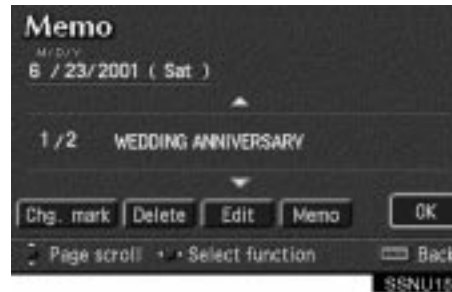 Memo
M/D/Y
6 / 23/ 2001 ( Sat )
1/2 WEDDING ANNIVERSARY
Chg. mark Delete Edit Memo OK
Page scroll Select function Back